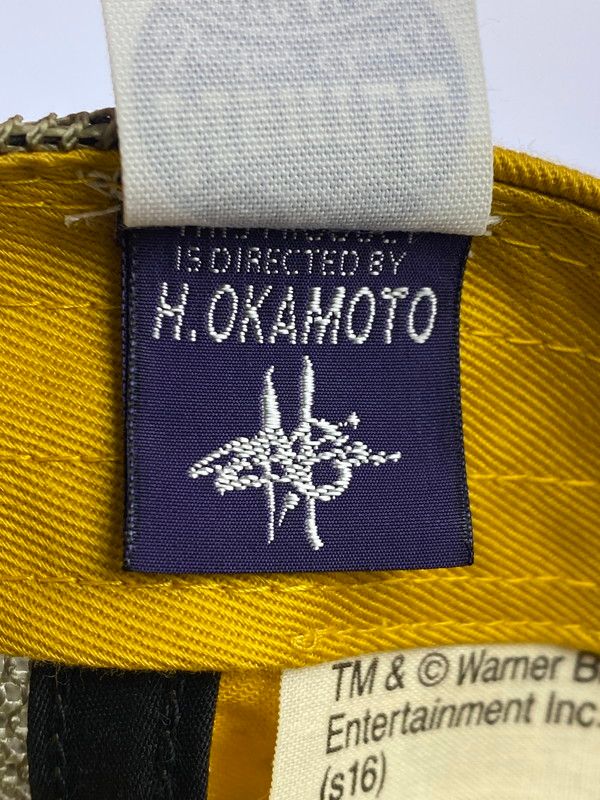 IS DIRECTED BY
H.OKAMOTO
TM & © Warner B
Entertainment Inc.
(s16)